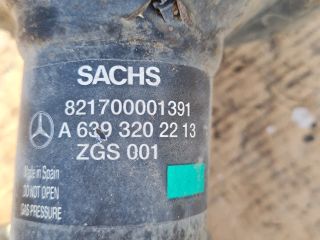 SACHS
821700001391
A 639 320 22 13
ZGS 001
Made in Spain
DO NOT OPEN
GAS PRESSURE